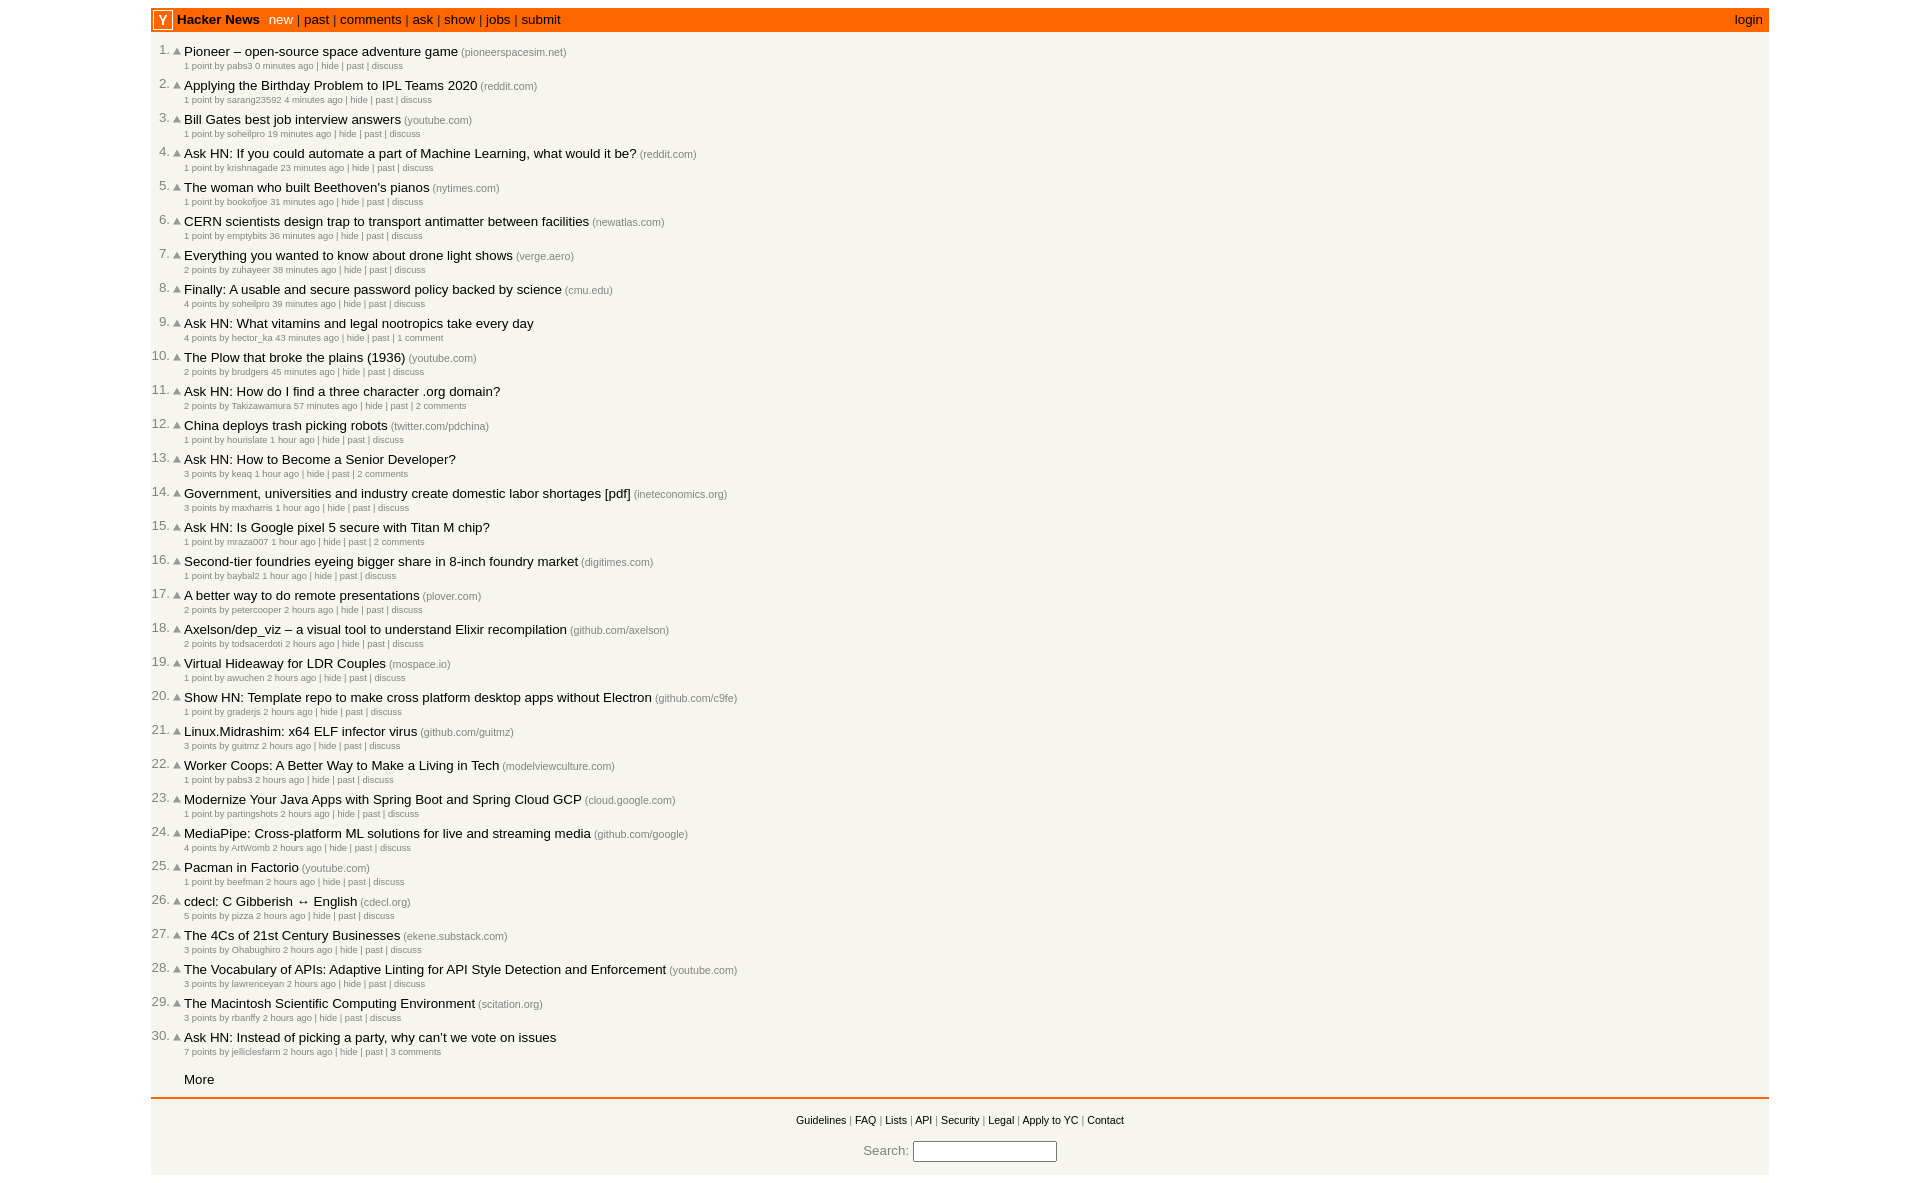 Y Hacker News new | past | comments | ask | show | jobs | submit login
1. Pioneer – open-source space adventure game (pioneerspacesim.net)
1 point by pabs3 0 minutes ago | hide | past | discuss
2. Applying the Birthday Problem to IPL Teams 2020 (reddit.com)
1 point by sarang23592 4 minutes ago | hide | past | discuss
3. Bill Gates best job interview answers (youtube.com)
1 point by soheilpro 19 minutes ago | hide | past | discuss
4. Ask HN: If you could automate a part of Machine Learning, what would it be? (reddit.com)
1 point by krishnagade 23 minutes ago | hide | past | discuss
5. The woman who built Beethoven's pianos (nytimes.com)
1 point by bookofjoe 31 minutes ago | hide | past | discuss
6. CERN scientists design trap to transport antimatter between facilities (newatlas.com)
1 point by emptybits 36 minutes ago | hide | past | discuss
7. Everything you wanted to know about drone light shows (verge.aero)
2 points by zuhayeer 38 minutes ago | hide | past | discuss
8. Finally: A usable and secure password policy backed by science (cmu.edu)
4 points by soheilpro 39 minutes ago | hide | past | discuss
9. Ask HN: What vitamins and legal nootropics take every day
4 points by hector_ka 43 minutes ago | hide | past | 1 comment
10. The Plow that broke the plains (1936) (youtube.com)
2 points by brudgers 45 minutes ago | hide | past | discuss
11. Ask HN: How do I find a three character .org domain?
2 points by Takizawamura 57 minutes ago | hide | past | 2 comments
12. China deploys trash picking robots (twitter.com/pdchina)
1 point by hourislate 1 hour ago | hide | past | discuss
13. Ask HN: How to Become a Senior Developer?
3 points by keaq 1 hour ago | hide | past | 2 comments
14. Government, universities and industry create domestic labor shortages [pdf] (ineteconomics.org)
3 points by maxharris 1 hour ago | hide | past | discuss
15. Ask HN: Is Google pixel 5 secure with Titan M chip?
1 point by mraza007 1 hour ago | hide | past | 2 comments
16. Second-tier foundries eyeing bigger share in 8-inch foundry market (digitimes.com)
1 point by baybal2 1 hour ago | hide | past | discuss
17. A better way to do remote presentations (plover.com)
2 points by petercooper 2 hours ago | hide | past | discuss
18. Axelson/dep_viz – a visual tool to understand Elixir recompilation (github.com/axelson)
2 points by todsacerdoti 2 hours ago | hide | past | discuss
19. Virtual Hideaway for LDR Couples (mospace.io)
1 point by awuchen 2 hours ago | hide | past | discuss
20. Show HN: Template repo to make cross platform desktop apps without Electron (github.com/c9fe)
1 point by graderjs 2 hours ago | hide | past | discuss
21. Linux.Midrashim: x64 ELF infector virus (github.com/guitmz)
3 points by guitmz 2 hours ago | hide | past | discuss
22. Worker Coops: A Better Way to Make a Living in Tech (modelviewculture.com)
1 point by pabs3 2 hours ago | hide | past | discuss
23. Modernize Your Java Apps with Spring Boot and Spring Cloud GCP (cloud.google.com)
1 point by partingshots 2 hours ago | hide | past | discuss
24. MediaPipe: Cross-platform ML solutions for live and streaming media (github.com/google)
4 points by ArtWomb 2 hours ago | hide | past | discuss
25. Pacman in Factorio (youtube.com)
1 point by beefman 2 hours ago | hide | past | discuss
26. cdecl: C Gibberish ↔ English (cdecl.org)
5 points by pizza 2 hours ago | hide | past | discuss
27. The 4Cs of 21st Century Businesses (ekene.substack.com)
3 points by Ohabughiro 2 hours ago | hide | past | discuss
28. The Vocabulary of APIs: Adaptive Linting for API Style Detection and Enforcement (youtube.com)
3 points by lawrenceyan 2 hours ago | hide | past | discuss
29. The Macintosh Scientific Computing Environment (scitation.org)
3 points by rbanffy 2 hours ago | hide | past | discuss
30. Ask HN: Instead of picking a party, why can't we vote on issues
7 points by jelliclesfarm 2 hours ago | hide | past | 3 comments
More
Guidelines | FAQ | Lists | API | Security | Legal | Apply to YC | Contact
Search: